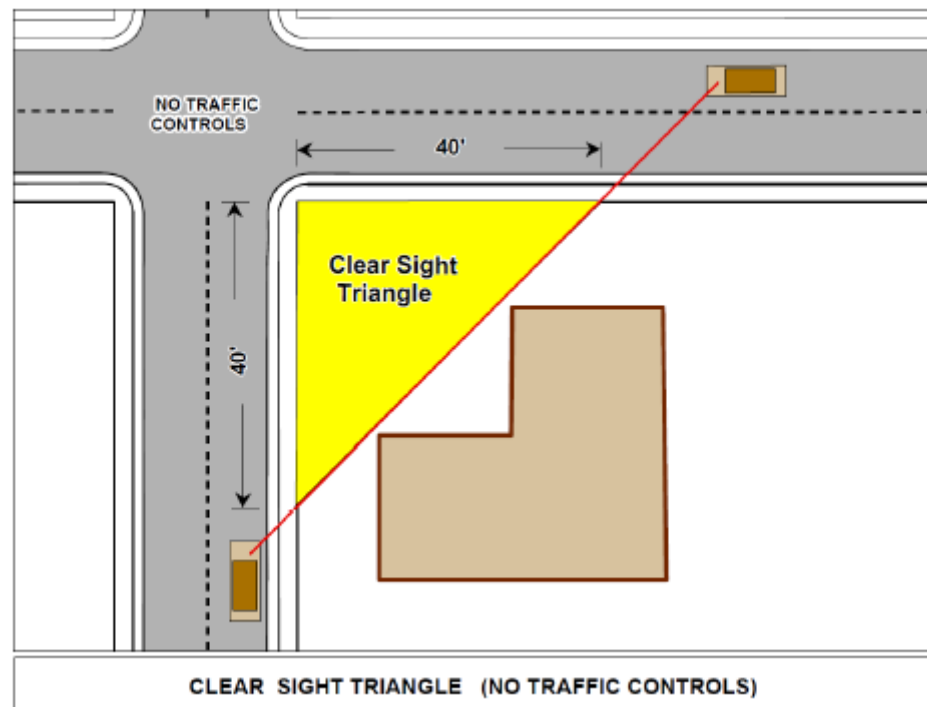 NO TRAFFIC
CONTROLS
40'
40'
Clear Sight
Triangle
CLEAR SIGHT TRIANGLE (NO TRAFFIC CONTROLS)